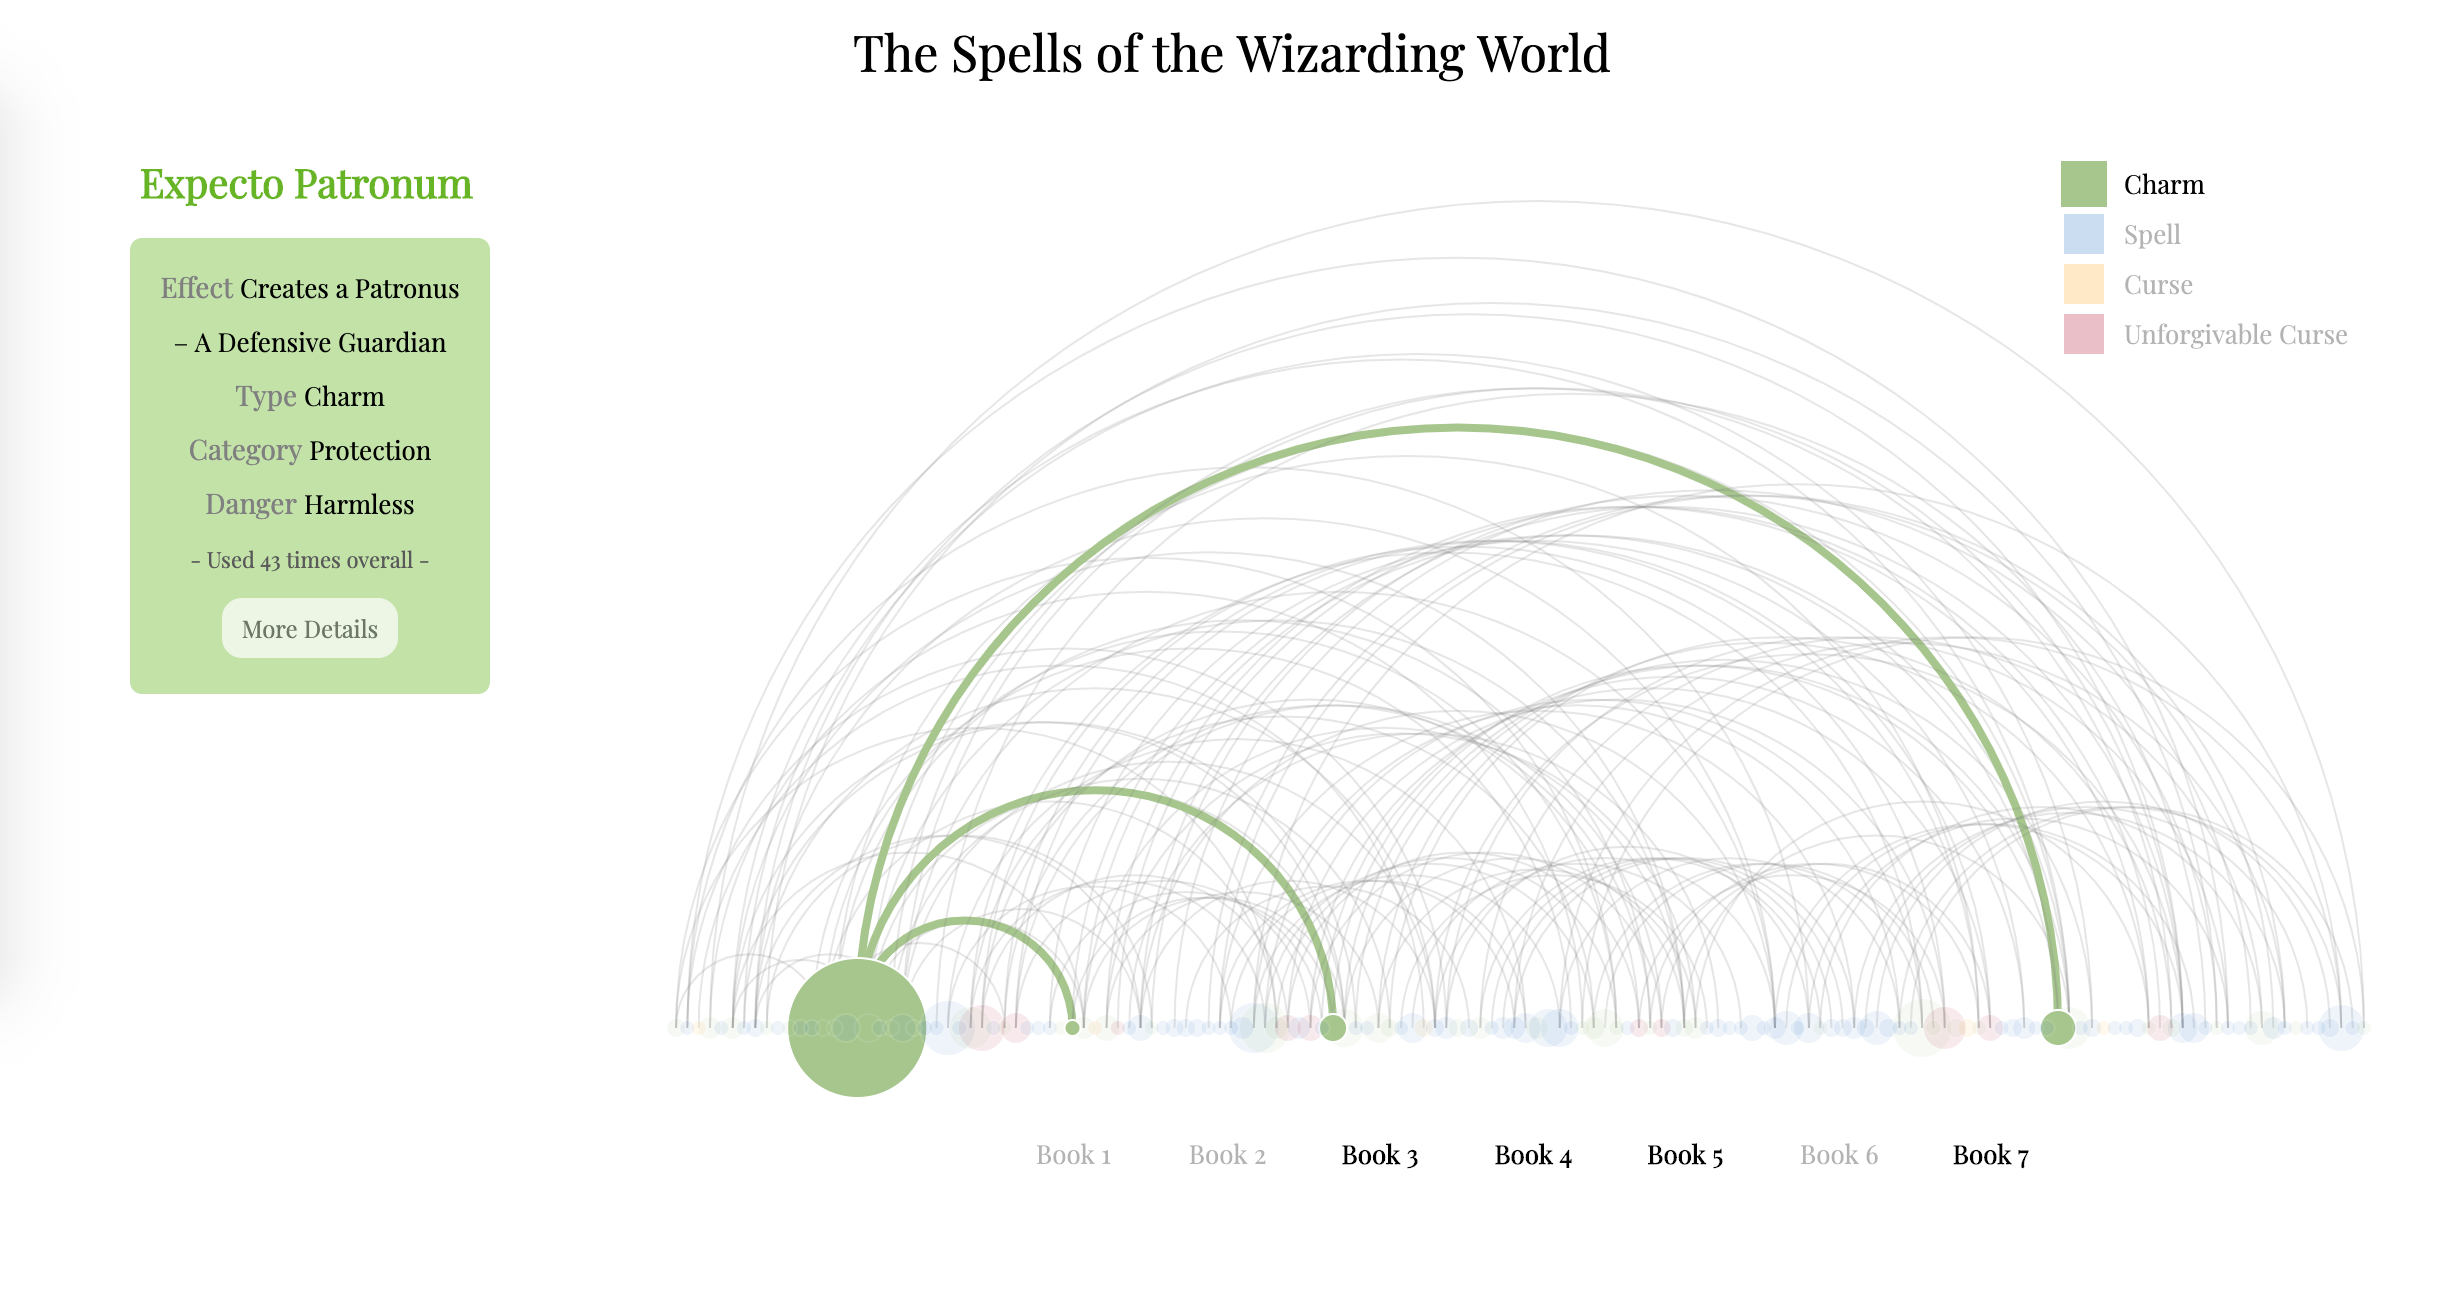 The Spells of the Wizarding World
Expecto Patronum
Effect Creates a Patronus
– A Defensive Guardian
Type Charm
Category Protection
Danger Harmless
- Used 43 times overall -
More Details
Charm
Spell
Curse
Unforgivable Curse
Book 1 Book 2 Book 3 Book 4 Book 5 Book 6 Book 7